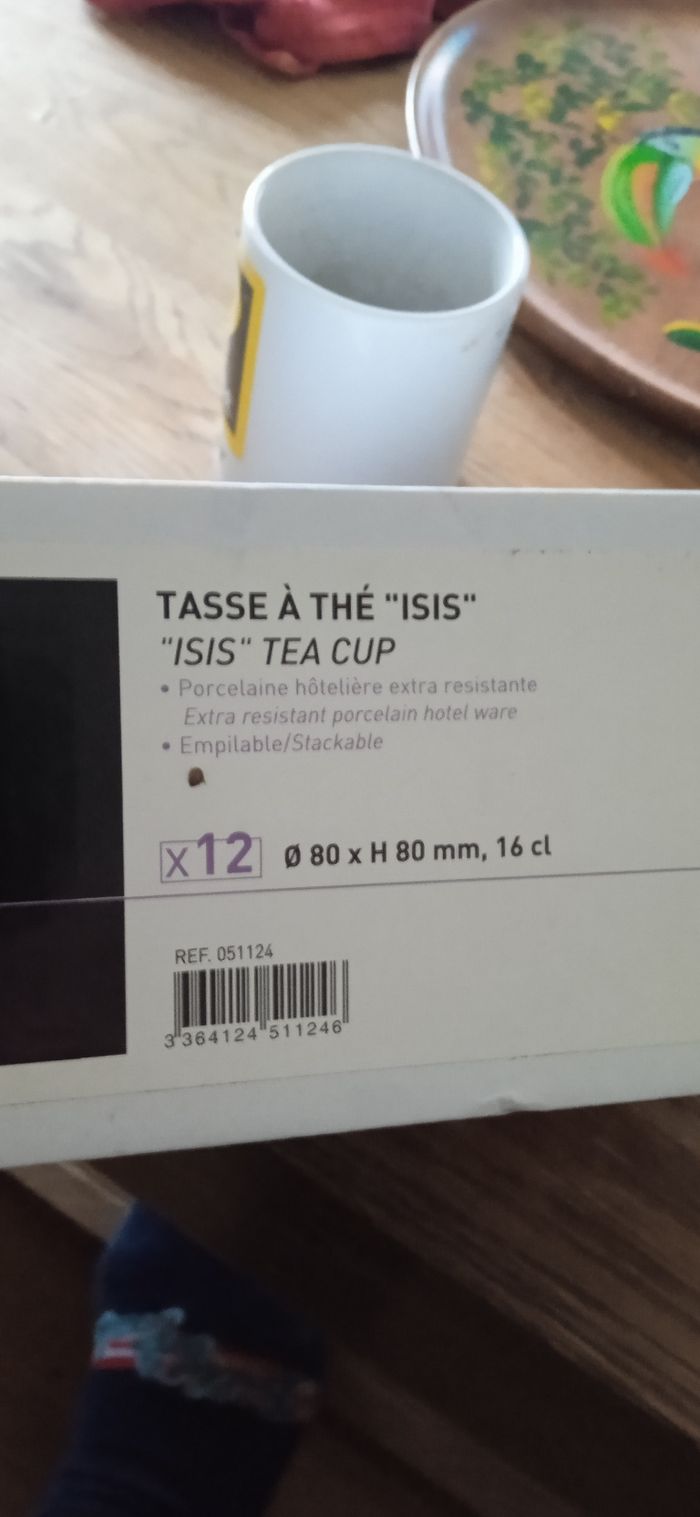 TASSE À THÉ "ISIS"
"ISIS" TEA CUP
• Porcelaine hôtelière extra resistante
Extra resistant porcelain hotel ware
• Empilable/Stackable
x12 Ø 80 x H 80 mm, 16 cl
REF. 051124
3 364124 511246